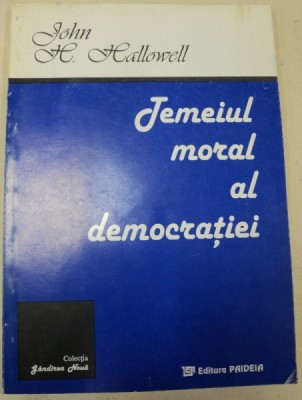 John
H. Hallowell
Temeiul
moral
al
democrației
Colecția
Gândirea Nouă
Editura PAIDEIA